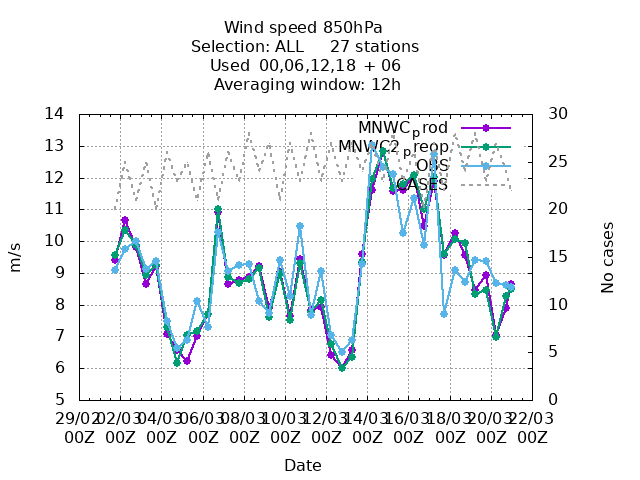 Wind speed 850hPa
Selection: ALL 27 stations
Used 00,06,12,18 + 06
Averaging window: 12h
14 30
MNWCprod
13
MNWC2preop
25
OBS
12
CASES
11 20
10
15
9
8 10
7
5
6
5 0
m/s
No cases
29/02 02/03 04/03 06/03 08/03 10/03 12/03 14/03 16/03 18/03 20/03 22/03
00Z 00Z 00Z 00Z 00Z 00Z 00Z 00Z 00Z 00Z 00Z 00Z
Date